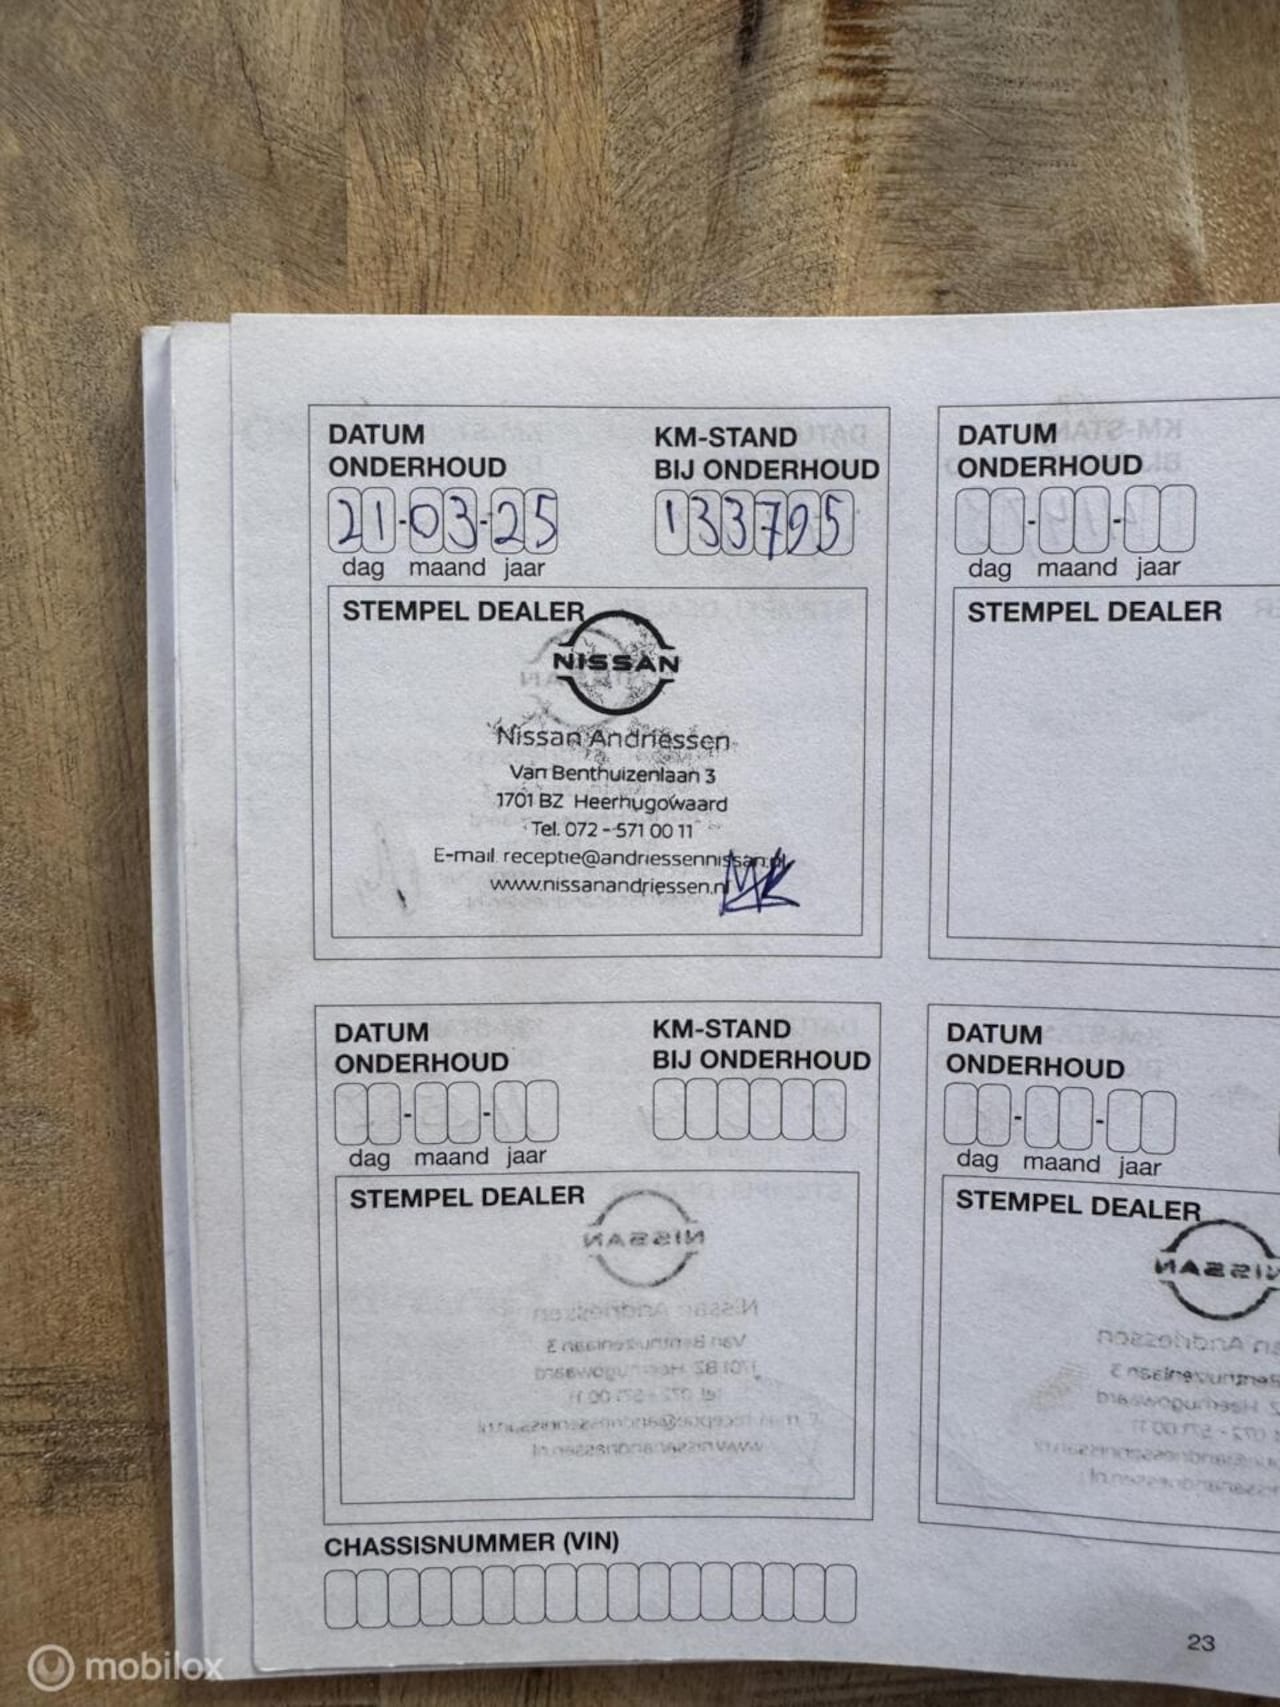 DATUM ONDERHOUD
21-03-25
dag maand jaar
KM-STAND BIJ ONDERHOUD
133795
STEMPEL DEALER
NISSAN
Nissan Andriessen
Van Benthuizenlaan 3
1701 BZ Heerhugowaard
Tel. 072 - 571 00 11
E-mail. receptie@andriessennissan.nl
www.nissanandriessen.nl
DATUM ONDERHOUD
dag maand jaar
STEMPEL DEALER
DATUM ONDERHOUD
dag maand jaar
KM-STAND BIJ ONDERHOUD
STEMPEL DEALER
DATUM ONDERHOUD
dag maand jaar
STEMPEL DEALER
CHASSISNUMMER (VIN)
23
mobilox